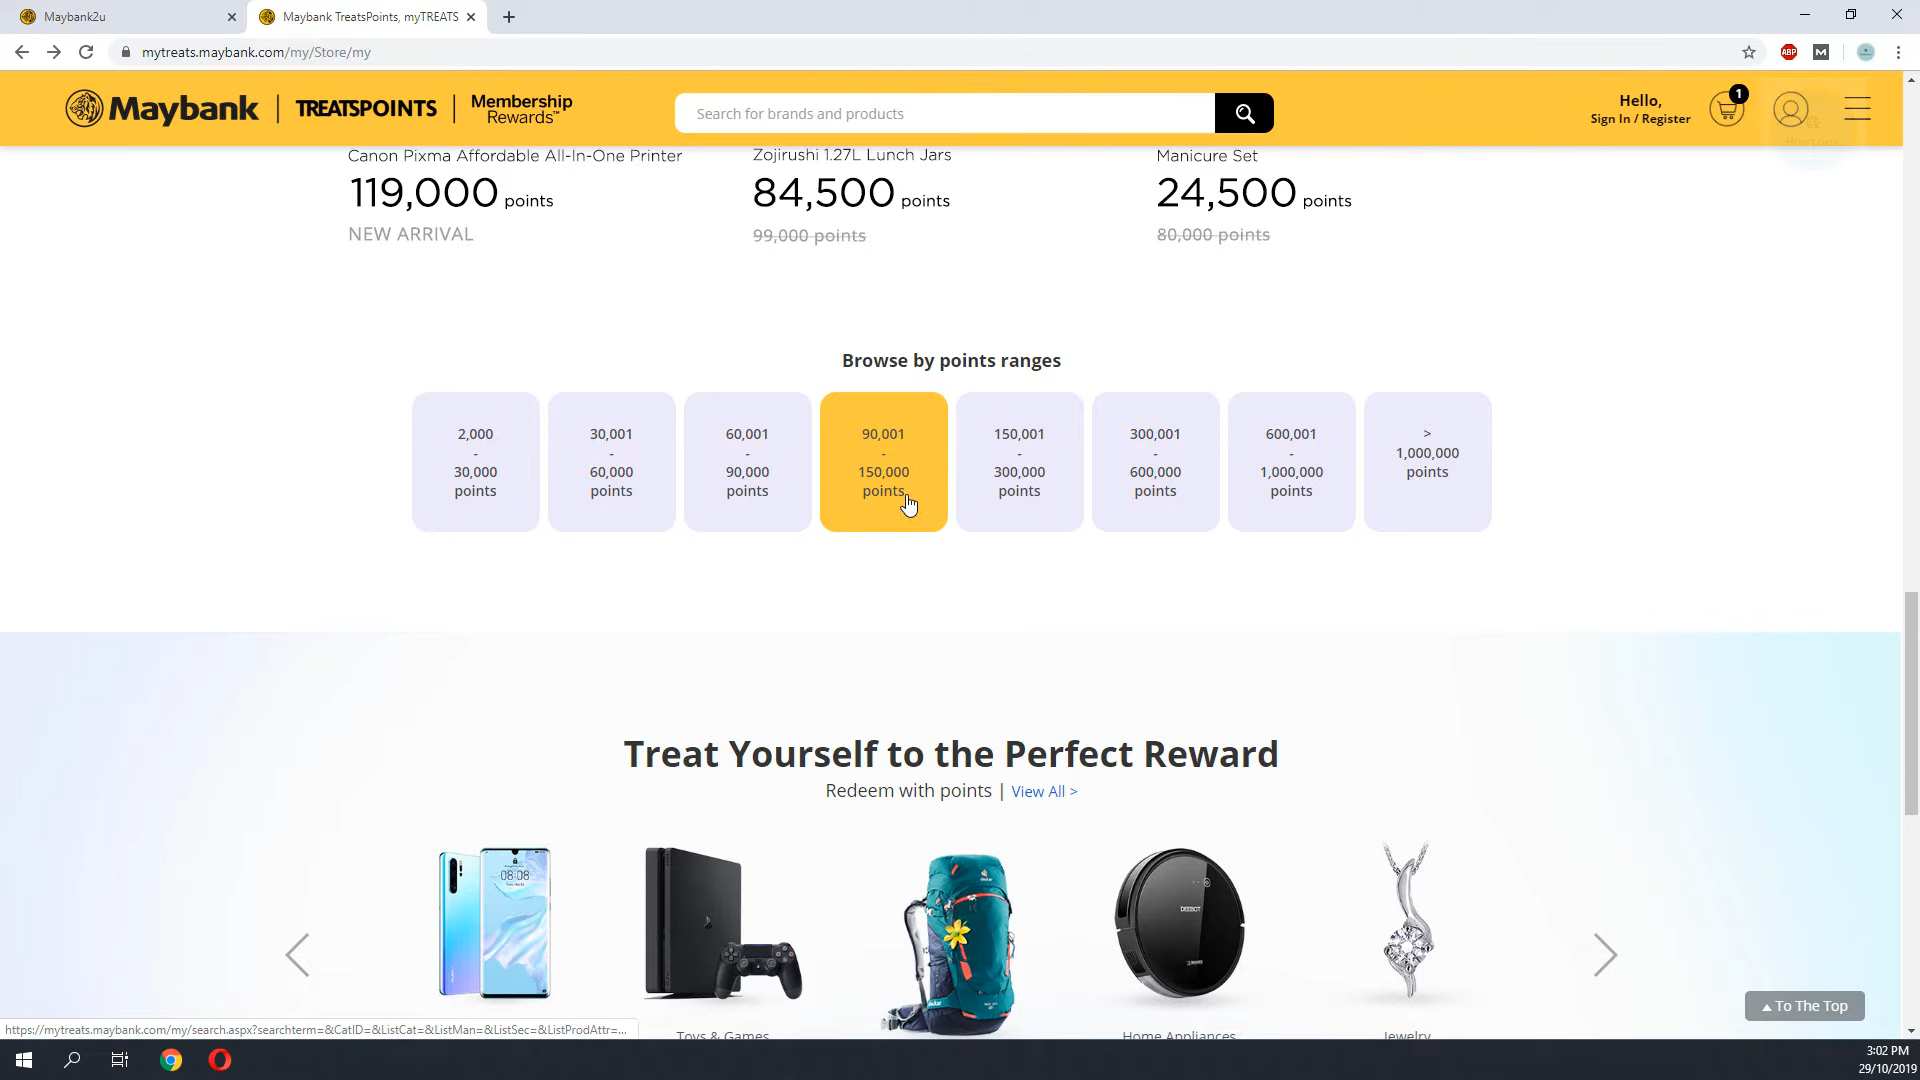 Maybank2u
Maybank TreatsPoints, myTREATS
mytreats.maybank.com/my/Store/my
ABP
M
Maybank
TREATSPOINTS
Membership
Rewards™
Search for brands and products
Hello,
Sign In / Register
1
Canon Pixma Affordable All-In-One Printer
119,000 points
NEW ARRIVAL
Zojirushi 1.27L Lunch Jars
84,500 points
99,000 points
Manicure Set
24,500 points
80,000 points
Browse by points ranges
2,000
-
30,000
points
30,001
-
60,000
points
60,001
-
90,000
points
90,001
-
150,000
points
150,001
-
300,000
points
300,001
-
600,000
points
600,001
-
1,000,000
points
>
1,000,000
points
Treat Yourself to the Perfect Reward
Redeem with points | View All >
08:08
DEEBOT
Toys & Games
Home Appliances
Jewelry
To The Top
https://mytreats.maybank.com/my/search.aspx?searchterm=&CatID=&ListCat=&ListMan=&ListSec=&ListProdAttr=...
3:02 PM
29/10/2019